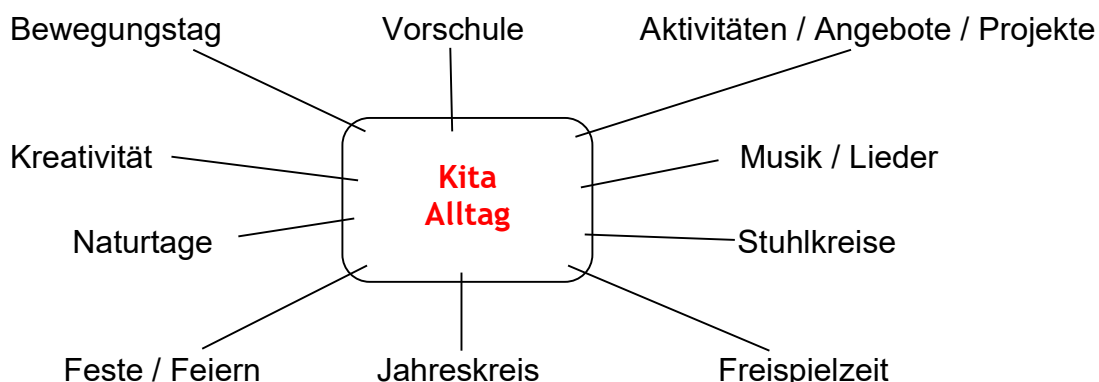 Bewegungstag Vorschule Aktivitäten / Angebote / Projekte
Kreativität Musik / Lieder
Kita
Alltag
Naturtage Stuhlkreise
Feste / Feiern Jahreskreis Freispielzeit